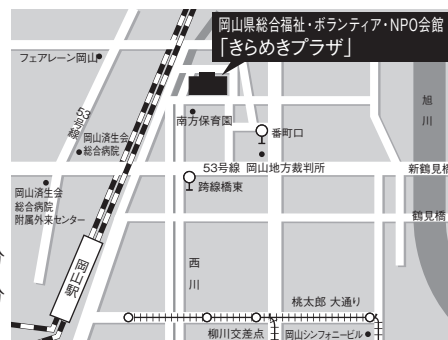 岡山県総合福祉・ボランティア・NPO会館
「きらめきプラザ」
フェアレーン岡山
53号線
岡山済生会
総合病院
南方保育園
番町口
旭川
53号線
岡山地方裁判所
新鶴見橋
跨線橋東
岡山済生会
総合病院
附属外来センター
鶴見橋
岡山駅
西川
桃太郎 大通り
柳川交差点
岡山シンフォニービル